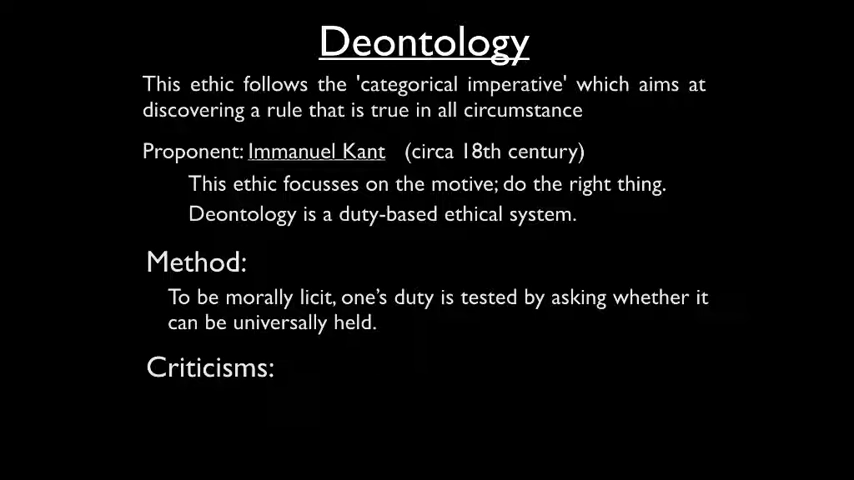 Deontology
This ethic follows the 'categorical imperative' which aims at
discovering a rule that is true in all circumstance
Proponent: Immanuel Kant (circa 18th century)
This ethic focusses on the motive; do the right thing.
Deontology is a duty-based ethical system.
Method:
To be morally licit, one’s duty is tested by asking whether it
can be universally held.
Criticisms: